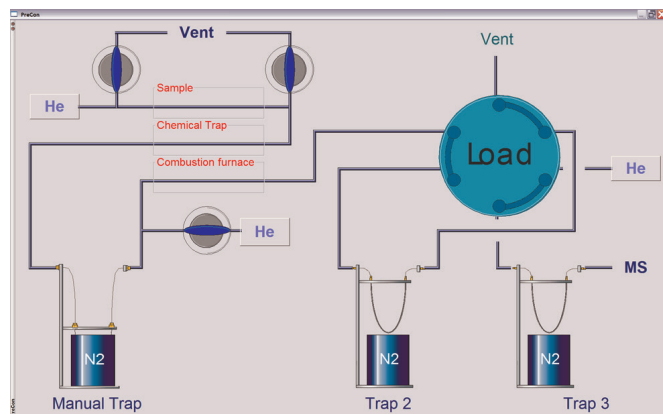 PreCon
Vent
Vent
Sample
He
Chemical Trap
Load
Combustion furnace
He
He
MS
N2
N2
N2
Manual Trap
Trap 2
Trap 3
PreCon